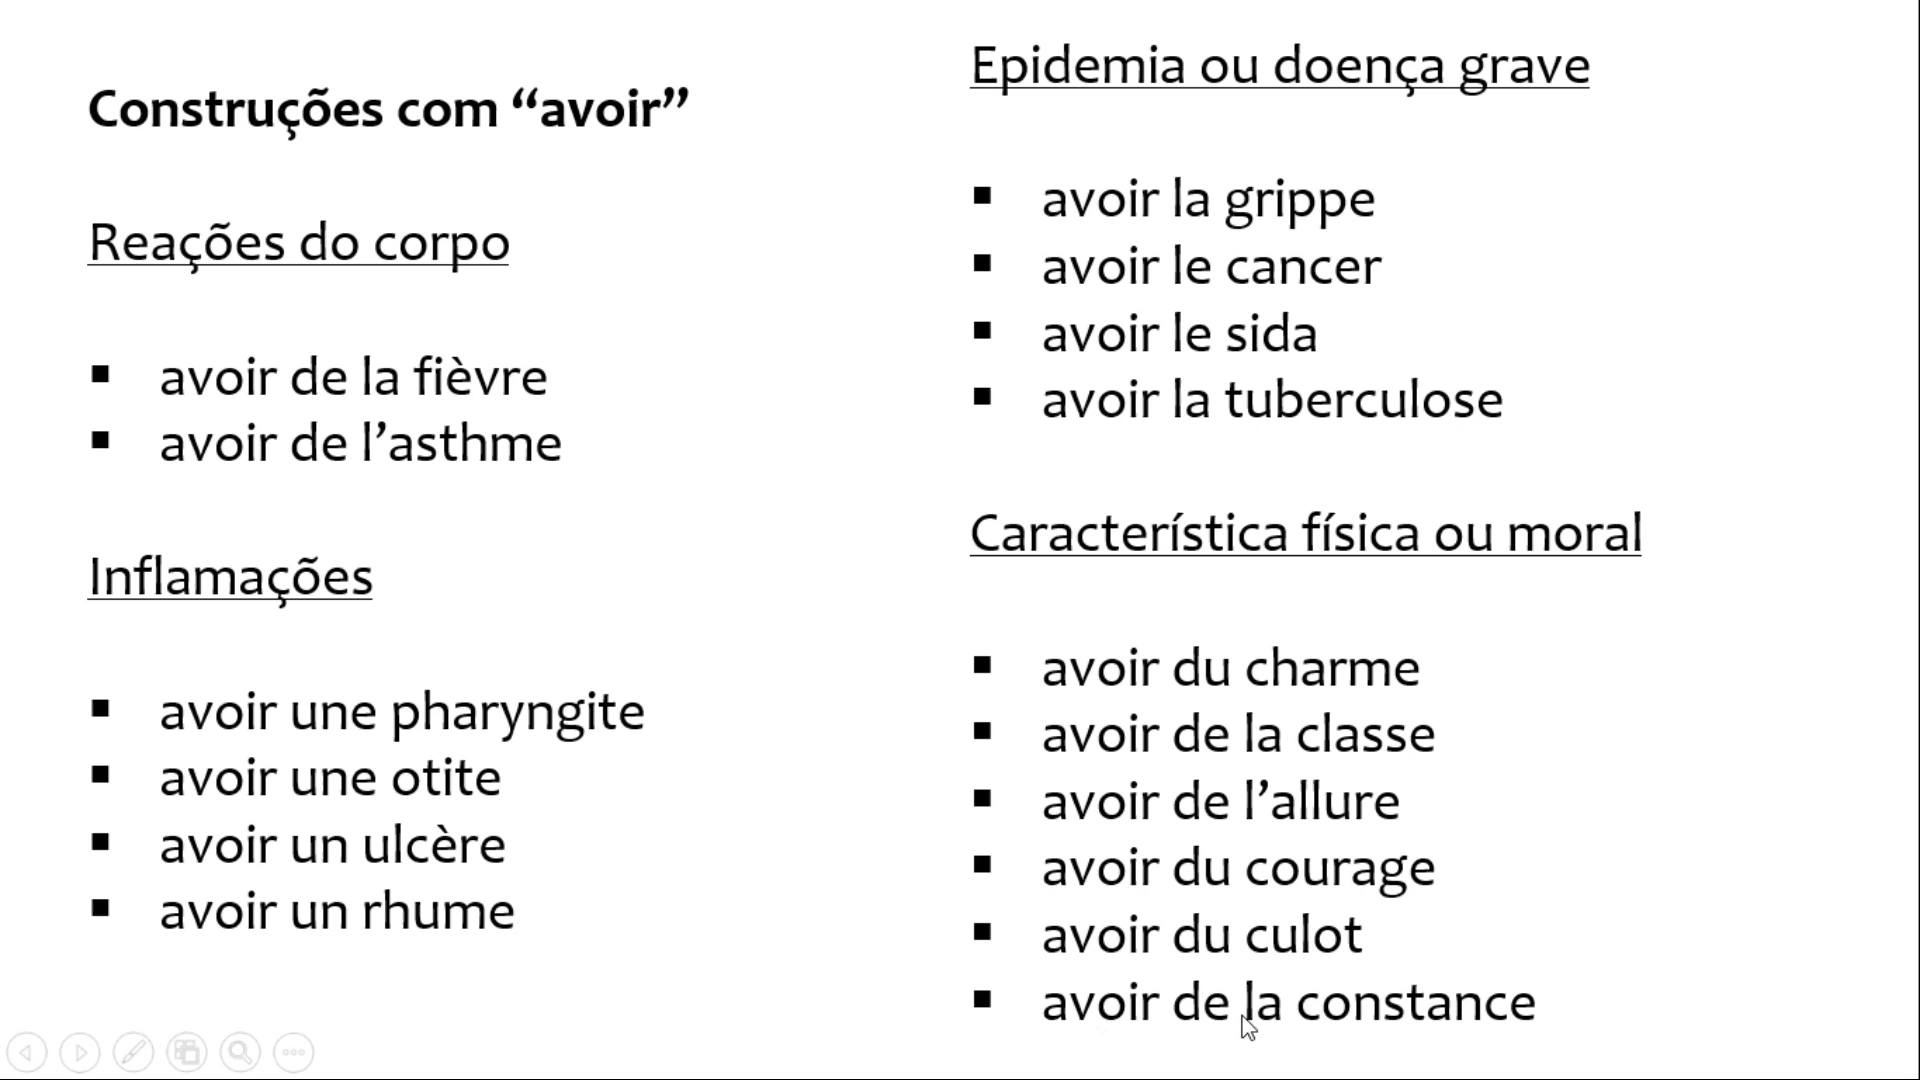 Construções com “avoir”
Reações do corpo
▪ avoir de la fièvre
▪ avoir de l’asthme
Inflamações
▪ avoir une pharyngite
▪ avoir une otite
▪ avoir un ulcère
▪ avoir un rhume
Epidemia ou doença grave
▪ avoir la grippe
▪ avoir le cancer
▪ avoir le sida
▪ avoir la tuberculose
Característica física ou moral
▪ avoir du charme
▪ avoir de la classe
▪ avoir de l’allure
▪ avoir du courage
▪ avoir du culot
▪ avoir de la constance